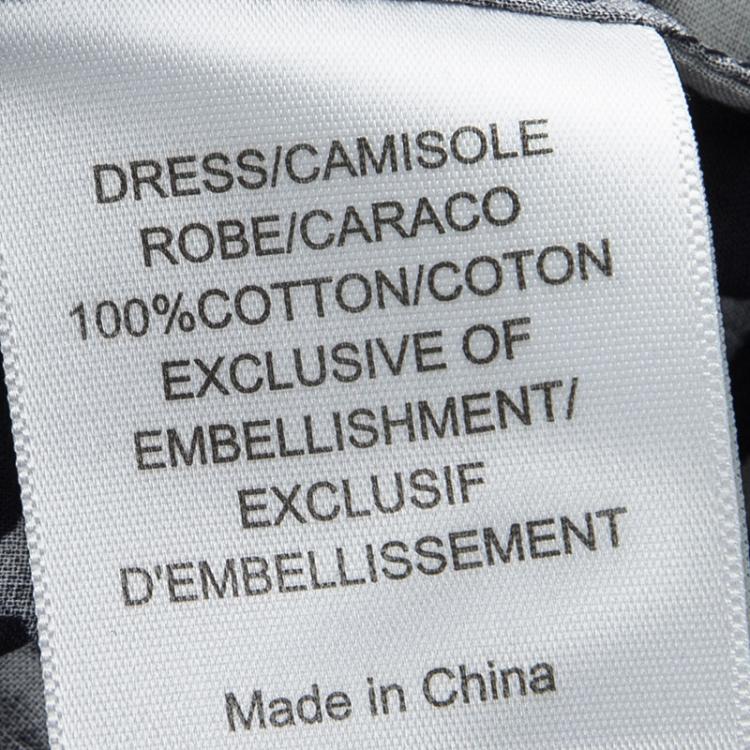 DRESS/CAMISOLE
ROBE/CARACO
100%COTTON/COTON
EXCLUSIVE OF
EMBELLISHMENT/
EXCLUSIF
D'EMBELLISSEMENT
Made in China